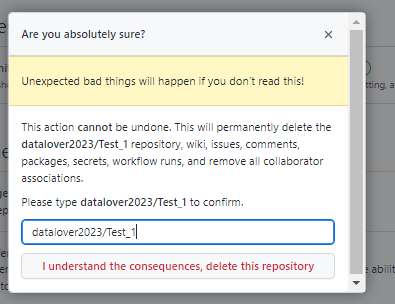 Are you absolutely sure?
Unexpected bad things will happen if you don't read this!
This action cannot be undone. This will permanently delete the
datalover2023/Test_1 repository, wiki, issues, comments,
packages, secrets, workflow runs, and remove all collaborator
associations.
Please type datalover2023/Test_1 to confirm.
datalover2023/Test_1
I understand the consequences, delete this repository